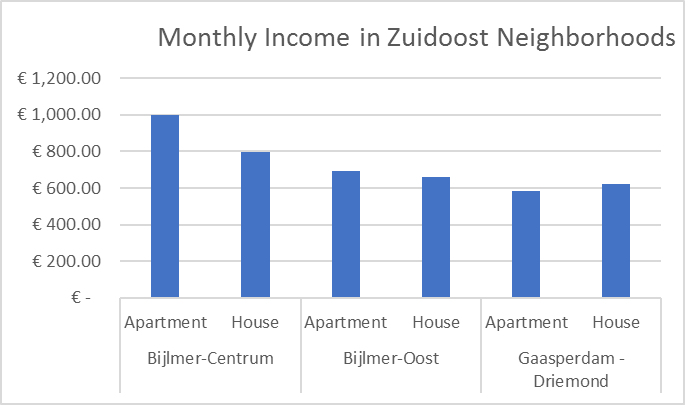 Monthly Income in Zuidoost Neighborhoods
€ 1,200.00
€ 1,000.00
€ 800.00
€ 600.00
€ 400.00
€ 200.00
€ -
Apartment House Apartment House Apartment House
Bijlmer-Centrum Bijlmer-Oost Gaasperdam -
Driemond